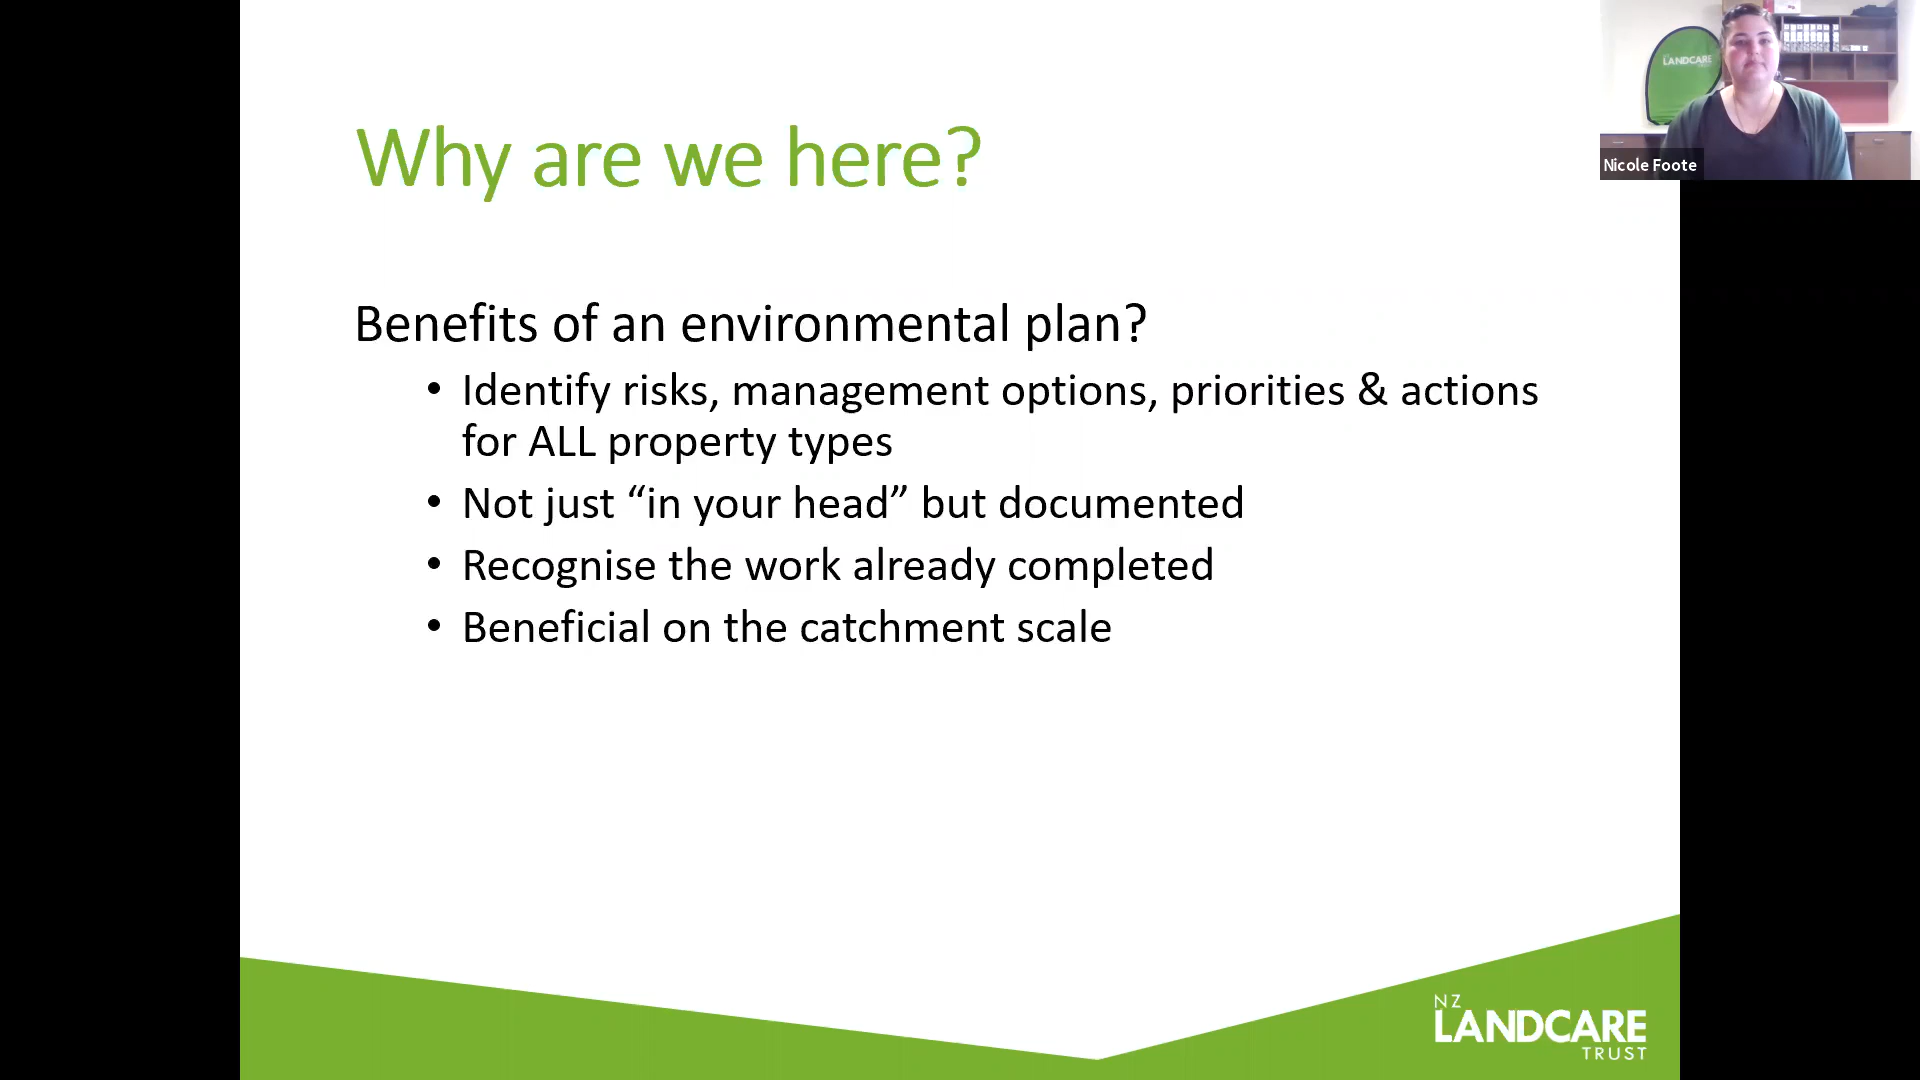 Why are we here?
LANDCARE
Nicole Foote
Benefits of an environmental plan?
• Identify risks, management options, priorities & actions
for ALL property types
• Not just “in your head” but documented
• Recognise the work already completed
• Beneficial on the catchment scale
NZ
LANDCARE
TRUST